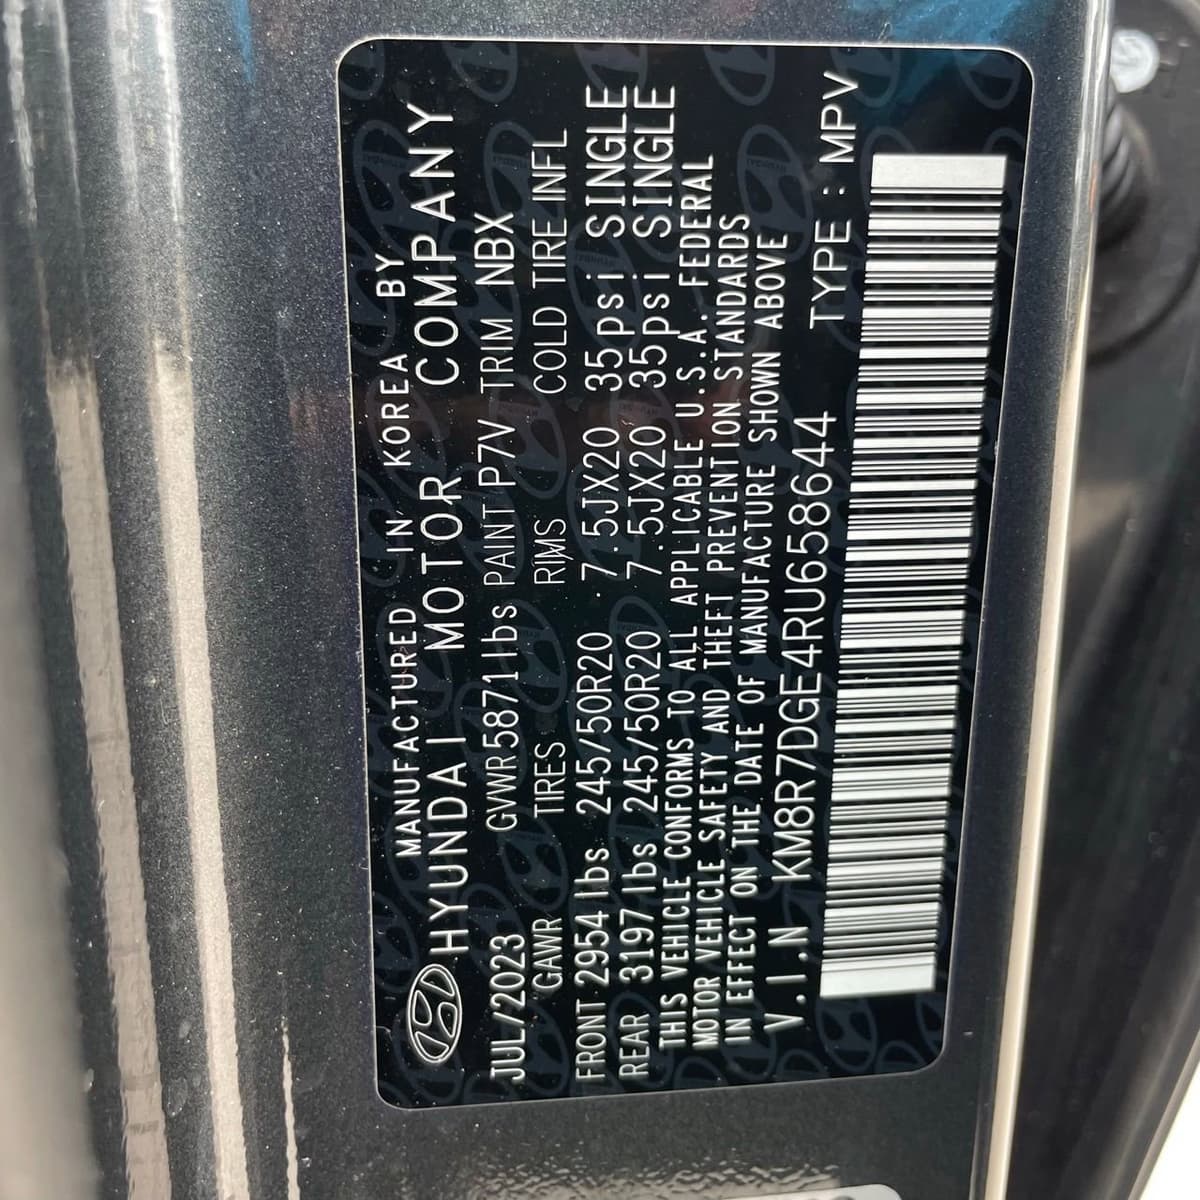 MANUFACTURED IN KOREA BY
HYUNDAI MOTOR COMPANY
JUL/2023 GVWR 5871lbs PAINT P7V TRIM NBX
GAWR TIRES RIMS COLD TIRE INFL
FRONT 2954 lbs 245/50R20 7.5JX20 35psi SINGLE
REAR 3197 lbs 245/50R20 7.5JX20 35psi SINGLE
THIS VEHICLE CONFORMS TO ALL APPLICABLE U.S.A. FEDERAL
MOTOR VEHICLE SAFETY AND THEFT PREVENTION STANDARDS
IN EFFECT ON THE DATE OF MANUFACTURE SHOWN ABOVE
V.I.N KM8R7DGE4RU658644 TYPE : MPV